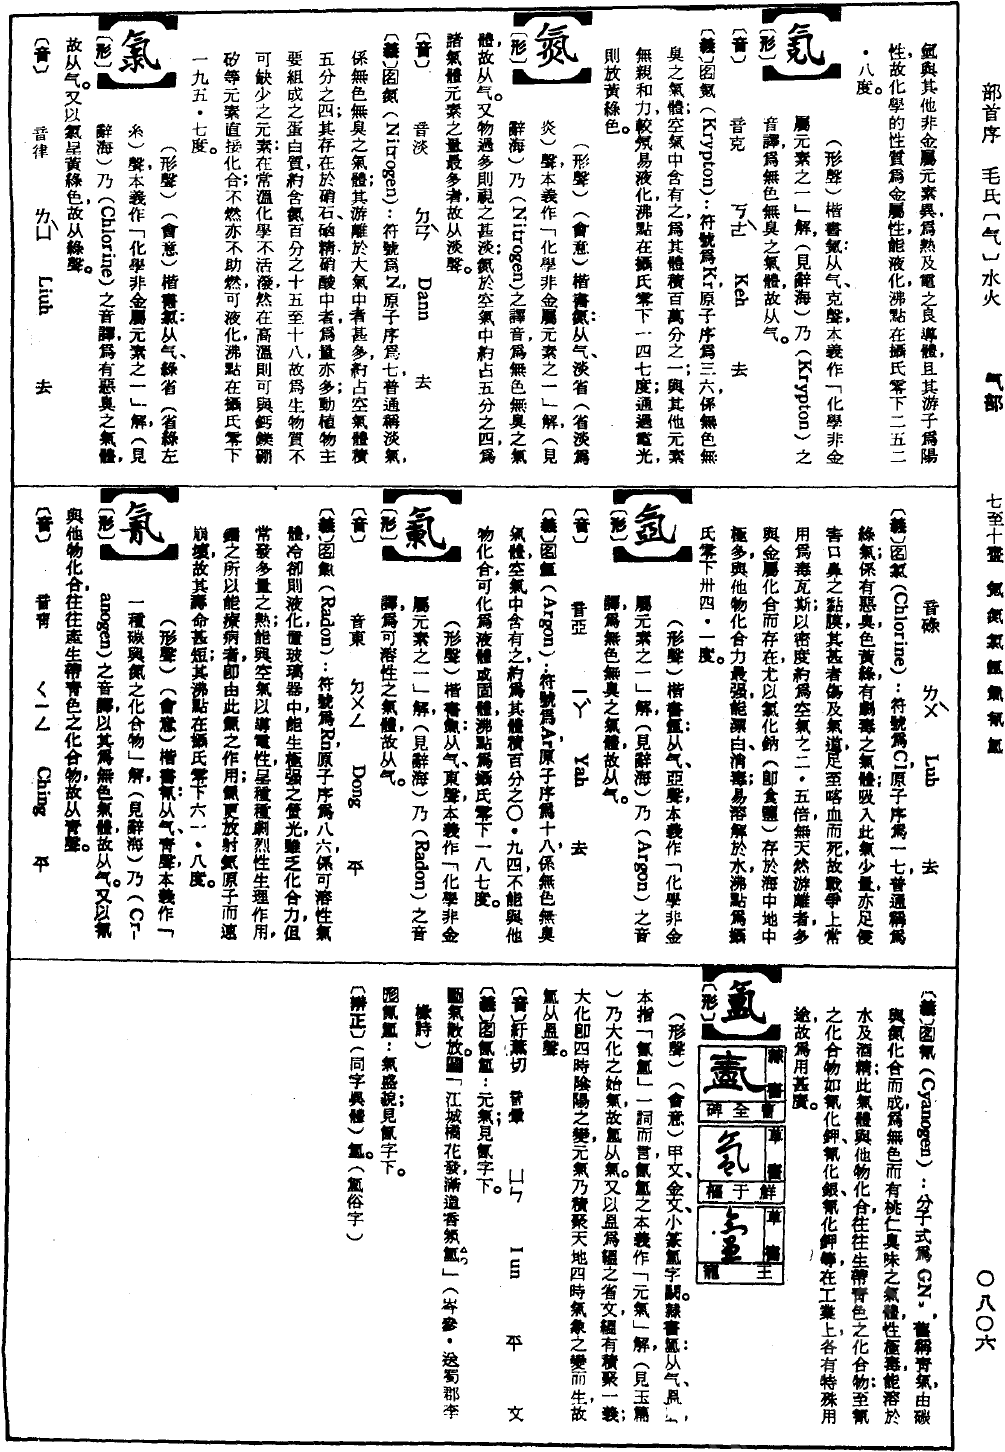 部首序 毛氏〔气〕水火 气部 七至十畫 氪氮氯氬氭氰氳 〇八〇六
氫與其他非金屬元素異，爲熱及電之良導體，且其游子爲陽
性，故化學的性質爲金屬性，能液化，沸點在攝氏零下二五二
・八度。
氪
〔形〕（形聲）楷書氪：从气、克聲，本義作「化學非金
屬元素之一」解（見辭海），乃（Krypton）之
音譯，爲無色無臭之氣體，故从气。
〔音〕 音克 ㄎㄜˋ Keh 去
〔義〕名氪（Krypton）：符號爲Kr，原子序爲三六，係無色無
臭之氣體；空氣中含有之，爲其體積百萬分之一；與其他元素
無親和力，較氖易液化，沸點在攝氏零下一四七度；通過電光，
則放黃綠色。
氮
〔形〕（形聲）（會意）楷書氮：从气、淡省（省淡爲
炎）聲，本義作「化學非金屬元素之一」解（見
辭海），乃（Nitrogen）之譯音，爲無色無臭之氣
體，故从气。又物過多則視之甚淡，氮於空氣中約占五分之四，爲
諸氣體元素之量最多者，故从淡聲。
〔音〕 音淡 ㄉㄢˋ Dann 去
〔義〕名氮（Nitrogen）：符號爲N，原子序爲七，普通稱淡氣，
係無色無臭之氣體；其游離於大氣中者甚多，約占空氣體積
五分之四；其存在於硝石、硇精、硝酸中者，爲量亦多；動植物主
要組成之蛋白質，約含氮百分之十五至十八，故爲生物質不
可缺少之元素；在常溫化學不活潑，然在高溫則可與鈣、鎂、硼、
矽等元素直接化合；不燃亦不助燃，可液化，沸點在攝氏零下
一九五・七度。
氯
〔形〕（形聲）（會意）楷書氯：从气、綠省（省綠左
糸）聲，本義作「化學非金屬元素之一」解（見
辭海），乃（Chlorine）之音譯，爲有惡臭之氣體，
故从气。又以氯呈黃綠色，故从綠聲。
〔音〕 音律 ㄌㄩˋ Liuh 去
音碌 ㄌㄨˋ Luh 去
〔義〕名氯（Chlorine）：符號爲Cl，原子序爲一七，普通稱爲
綠氣；係有惡臭，色黃綠，有劇毒之氣體；吸入此氣少量，亦足侵
害口鼻之黏膜，其甚者傷及氣道，足至咯血而死，故戰爭上常
用爲毒瓦斯；以密度約爲空氣之二・五倍，無天然游離者，多
與金屬化合而存在，尤以氯化鈉（卽食鹽）存於海中地中
極多；與他物化合力最强，能漂白、消毒；易溶解於水，沸點爲攝
氏零下卅四・一度。
氬
〔形〕（形聲）楷書氬：从气、亞聲，本義作「化學非金
屬元素之一」解（見辭海），乃（Argon）之音
譯，爲無色無臭之氣體，故从气。
〔音〕 音亞 ㄧㄚˋ Yah 去
〔義〕名氬（Argon）：符號爲Ar，原子序爲十八，係無色無臭
氣體；空氣中含有之，約爲其體積百分之〇・九四；不能與他
物化合，可化爲液體或固體，沸點爲攝氏零下一八七度。
氭
〔形〕（形聲）楷書氭：从气、東聲，本義作「化學非金
屬元素之一」解（見辭海），乃（Radon）之音
譯，爲可溶性之氣體，故从气。
〔音〕 音東 ㄉㄨㄥ Dong 平
〔義〕名氭（Radon）：符號爲Rn，原子序爲八六，係可溶性氣
體；冷卻則液化，置玻璃器中，能生極强之螢光；雖乏化合力，但
常發多量之熱；能與空氣以導電性，呈種種劇烈性生理作用，
鐳之所以能療病者，卽由此氭之作用；氭更放射氦原子而速
崩壞，故其壽命甚短；其沸點在攝氏零下六一・八度。
氰
〔形〕（形聲）（會意）楷書氰：从气、青聲，本義作「
一種碳與氮之化合物」解（見辭海），乃（Cr-
anogen）之音譯，以其爲無色氣體，故从气。又以氰
與他物化合往往產生帶青色之化合物，故从青聲。
〔音〕 音青 ㄑㄧㄥ Ching 平
〔義〕名氰（Cyanogen）：分子式爲GN₂，舊稱青氣，由碳
與氮化合而成，爲無色而有桃仁臭味之氣體，性極毒，能溶於
水及酒精；此氣體與他物化合，往往生帶青色之化合物；至氰
之化合物，如氰化鉀、氰化銀、氰化鉀等，在工業上各有特殊用
途，故爲用甚廣。
氳
隸書 曹全碑
草書 鮮于樞
草書 王寵
〔形〕（形聲）（會意）甲文、金文、小篆氳字闕。隸書氳：从气、昷聲，
本指「氤氳」一詞而言，氤氳之本義作「元氣」解（見玉篇
），乃大化之始氣，故氳从气。又以昷爲縕之省文，縕有積聚一義；
大化卽四時陰陽之變，元氣乃積聚天地四時氣象之變而生，故
氳从昷聲。
〔音〕紆薰切 音氲 ㄩㄣ Iun 平 文
〔義〕名氤氳：元氣；見氤字下。
動氣散放，「江城橘花發，滿道香氛氳」（岑參・送蜀郡李
掾詩）
形氤氳：氣盛貌，見氤字下。
〔辨正〕（同字異體）氲。（氳俗字）